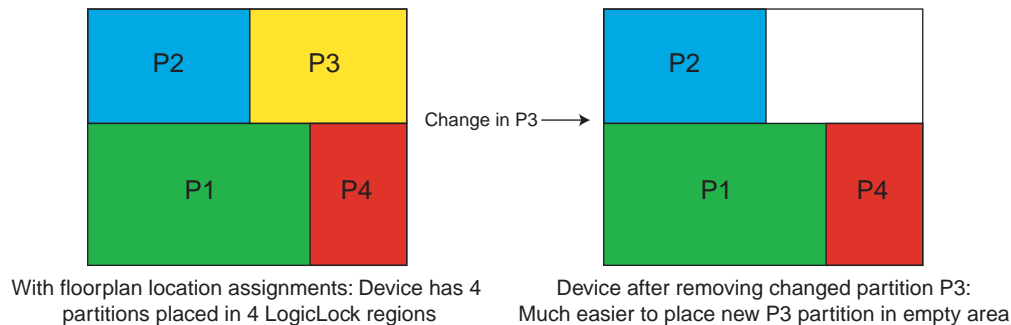 P2
P3
P1
P4
Change in P3
P2
P1
P4
With floorplan location assignments: Device has 4
partitions placed in 4 LogicLock regions
Device after removing changed partition P3:
Much easier to place new P3 partition in empty area